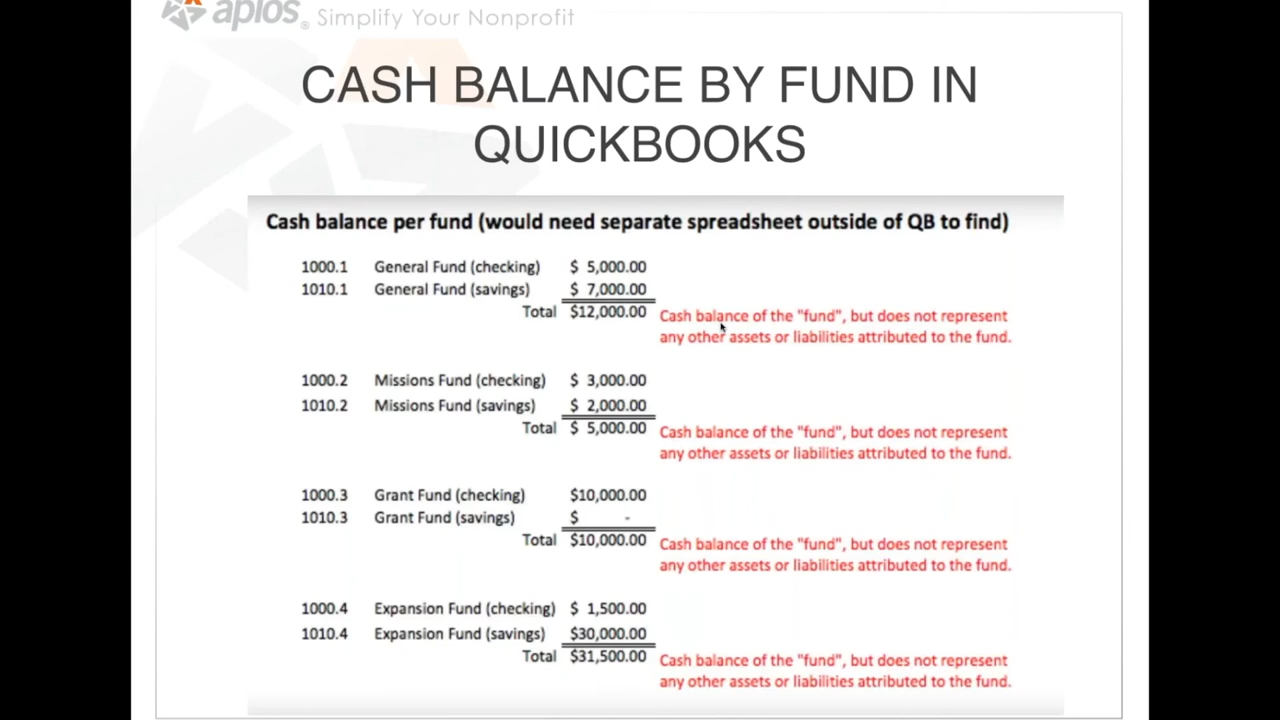 aplos® Simplify Your Nonprofit
CASH BALANCE BY FUND IN
QUICKBOOKS
Cash balance per fund (would need separate spreadsheet outside of QB to find)
1000.1 General Fund (checking) $ 5,000.00
1010.1 General Fund (savings) $ 7,000.00
Total $12,000.00
Cash balance of the "fund", but does not represent
any other assets or liabilities attributed to the fund.
1000.2 Missions Fund (checking) $ 3,000.00
1010.2 Missions Fund (savings) $ 2,000.00
Total $ 5,000.00
Cash balance of the "fund", but does not represent
any other assets or liabilities attributed to the fund.
1000.3 Grant Fund (checking) $10,000.00
1010.3 Grant Fund (savings) $ -
Total $10,000.00
Cash balance of the "fund", but does not represent
any other assets or liabilities attributed to the fund.
1000.4 Expansion Fund (checking) $ 1,500.00
1010.4 Expansion Fund (savings) $30,000.00
Total $31,500.00
Cash balance of the "fund", but does not represent
any other assets or liabilities attributed to the fund.